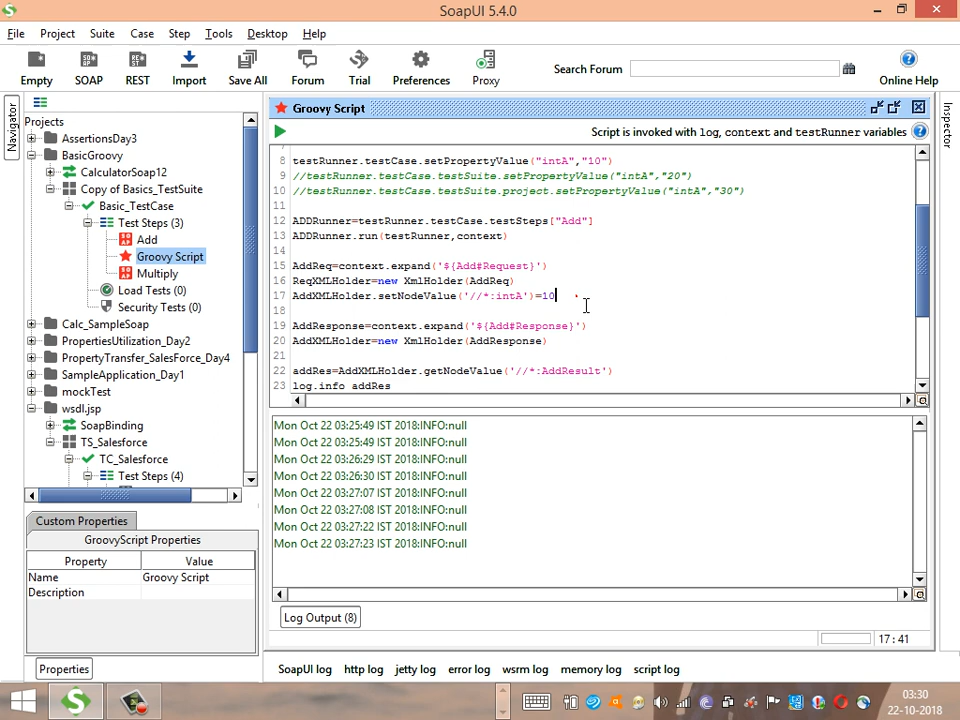 SoapUI 5.4.0
File Project Suite Case Step Tools Desktop Help
Empty SOAP REST Import Save All Forum Trial Preferences Proxy Search Forum Online Help
Navigator
Projects
AssertionsDay3
BasicGroovy
CalculatorSoap12
Copy of Basics_TestSuite
Basic_TestCase
Test Steps (3)
Add
Groovy Script
Multiply
Load Tests (0)
Security Tests (0)
Calc_SampleSoap
PropertiesUtilization_Day2
PropertyTransfer_SalesForce_Day4
SampleApplication_Day1
mockTest
wsdl.jsp
SoapBinding
TS_Salesforce
TC_Salesforce
Test Steps (4)
Custom Properties
GroovyScript Properties
Property Value
Name Groovy Script
Description
Properties
Groovy Script
Script is invoked with log, context and testRunner variables
8 testRunner.testCase.setPropertyValue("intA","10")
9 //testRunner.testCase.testSuite.setPropertyValue("intA","20")
10 //testRunner.testCase.testSuite.project.setPropertyValue("intA","30")
11
12 ADDRunner=testRunner.testCase.testSteps["Add"]
13 ADDRunner.run(testRunner,context)
14
15 AddReq=context.expand('${Add#Request}')
16 ReqXMLHolder=new XmlHolder(AddReq)
17 AddXMLHolder.setNodeValue('//*:intA')=10
18
19 AddResponse=context.expand('${Add#Response}')
20 AddXMLHolder=new XmlHolder(AddResponse)
21
22 addRes=AddXMLHolder.getNodeValue('//*:AddResult')
23 log.info addRes
Mon Oct 22 03:25:49 IST 2018:INFO:null
Mon Oct 22 03:25:49 IST 2018:INFO:null
Mon Oct 22 03:26:29 IST 2018:INFO:null
Mon Oct 22 03:26:30 IST 2018:INFO:null
Mon Oct 22 03:27:07 IST 2018:INFO:null
Mon Oct 22 03:27:08 IST 2018:INFO:null
Mon Oct 22 03:27:22 IST 2018:INFO:null
Mon Oct 22 03:27:23 IST 2018:INFO:null
Log Output (8)
17 : 41
Inspector
SoapUI log http log jetty log error log wsrm log memory log script log
03:30
22-10-2018